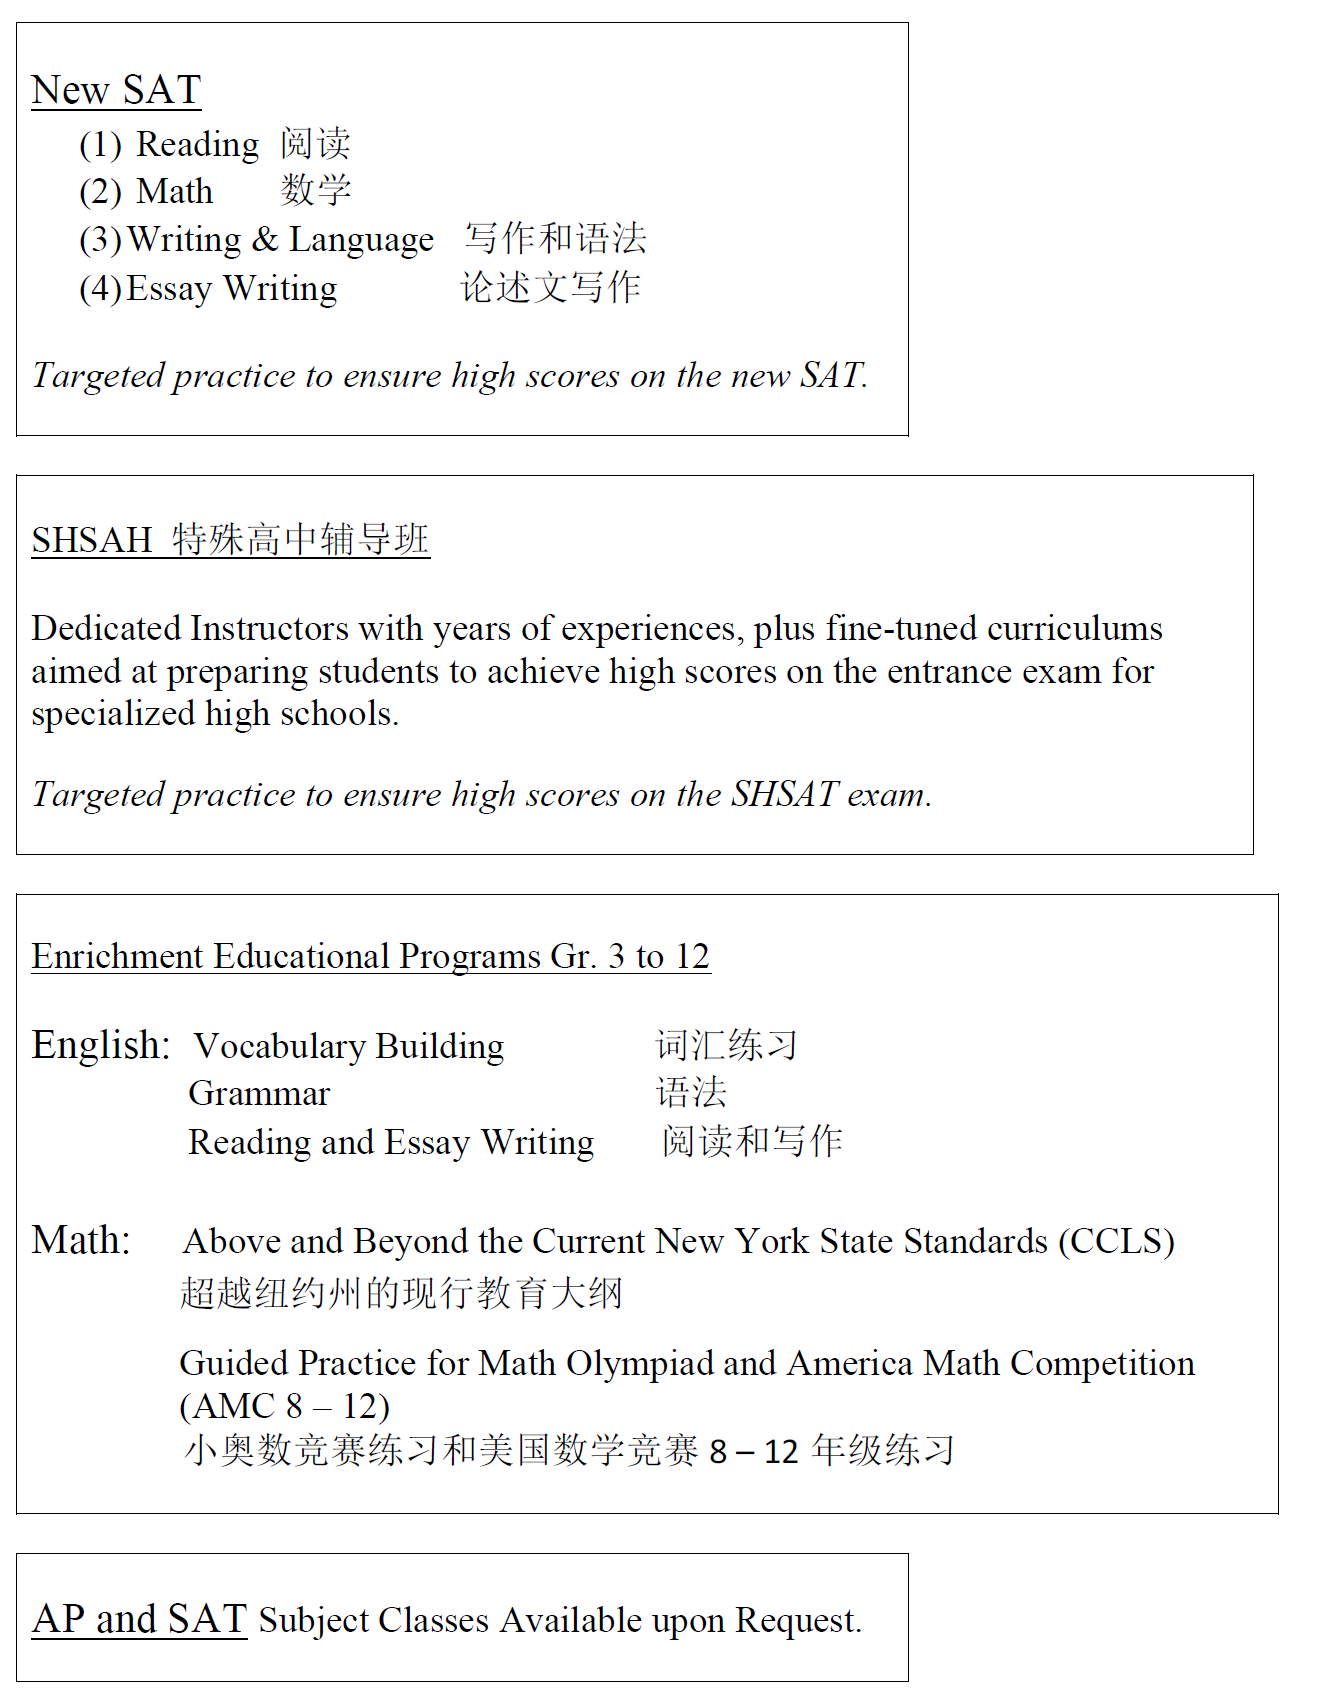 New SAT
(1) Reading 阅读
(2) Math 数学
(3)Writing & Language 写作和语法
(4)Essay Writing 论述文写作
Targeted practice to ensure high scores on the new SAT.
SHSAH 特殊高中辅导班
Dedicated Instructors with years of experiences, plus fine-tuned curriculums
aimed at preparing students to achieve high scores on the entrance exam for
specialized high schools.
Targeted practice to ensure high scores on the SHSAT exam.
Enrichment Educational Programs Gr. 3 to 12
English: Vocabulary Building 词汇练习
Grammar 语法
Reading and Essay Writing 阅读和写作
Math: Above and Beyond the Current New York State Standards (CCLS)
超越纽约州的现行教育大纲
Guided Practice for Math Olympiad and America Math Competition
(AMC 8 – 12)
小奥数竞赛练习和美国数学竞赛 8 – 12 年级练习
AP and SAT Subject Classes Available upon Request.